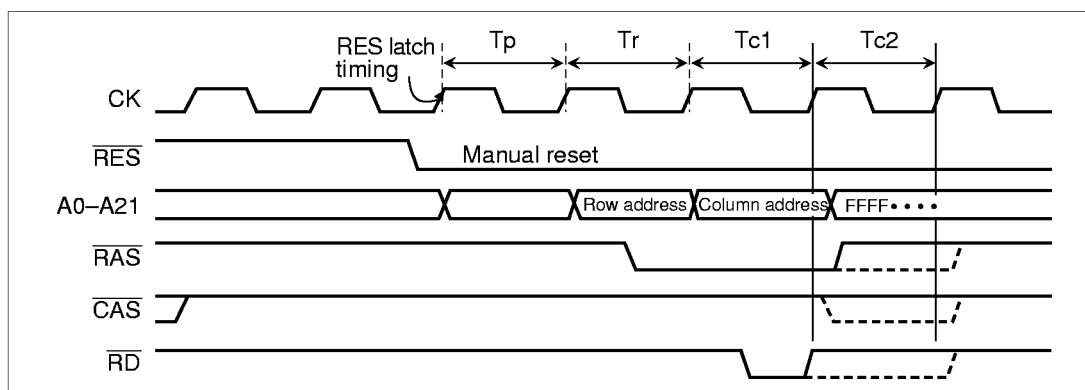 RES latch
timing
Tp
Tr
Tc1
Tc2
CK
RES
Manual reset
A0–A21
Row address
Column address
FFFF • • • •
RAS
CAS
RD